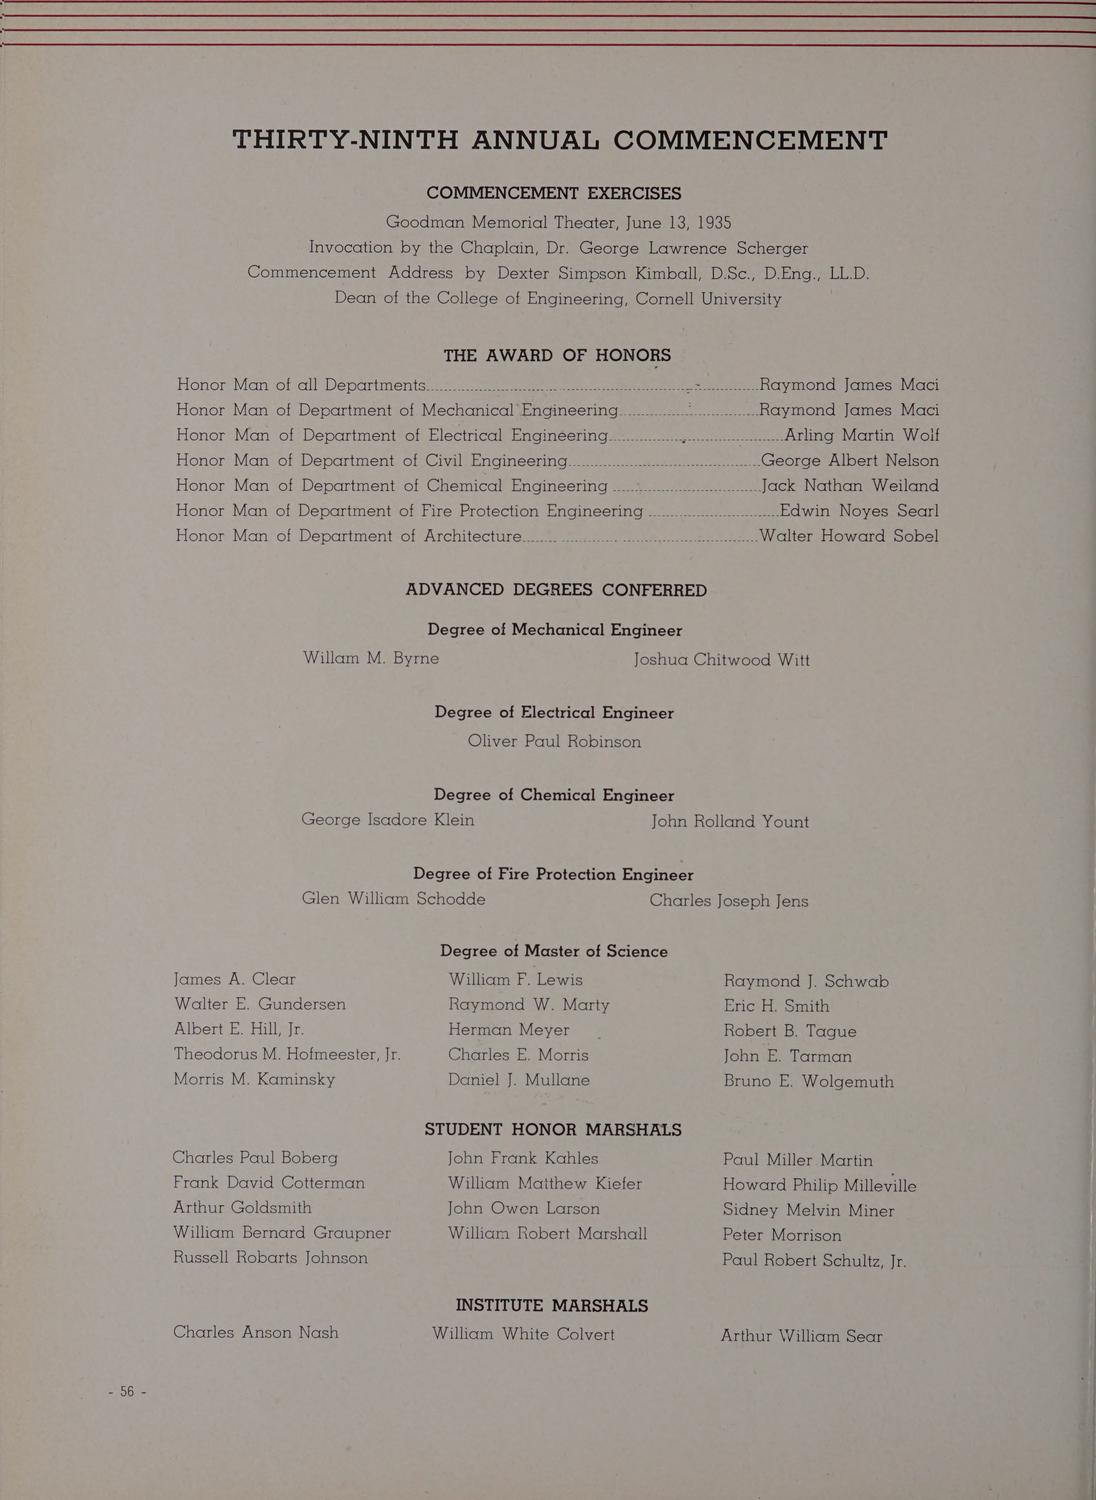 THIRTY-NINTH ANNUAL COMMENCEMENT
COMMENCEMENT EXERCISES
Goodman Memorial Theater, June 13, 1935
Invocation by the Chaplain, Dr. George Lawrence Scherger
Commencement Address by Dexter Simpson Kimball, D.Sc., D.Eng., LL.D.
Dean of the College of Engineering, Cornell University
THE AWARD OF HONORS
Honor Man of all Departments Raymond James Maci
Honor Man of Department of Mechanical Engineering Raymond James Maci
Honor Man of Department of Electrical Engineering Arling Martin Wolf
Honor Man of Department of Civil Engineering George Albert Nelson
Honor Man of Department of Chemical Engineering Jack Nathan Weiland
Honor Man of Department of Fire Protection Engineering Edwin Noyes Searl
Honor Man of Department of Architecture Walter Howard Sobel
ADVANCED DEGREES CONFERRED
Degree of Mechanical Engineer
Willam M. Byrne Joshua Chitwood Witt
Degree of Electrical Engineer
Oliver Paul Robinson
Degree of Chemical Engineer
George Isadore Klein John Rolland Yount
Degree of Fire Protection Engineer
Glen William Schodde Charles Joseph Jens
Degree of Master of Science
James A. Clear William F. Lewis Raymond J. Schwab
Walter E. Gundersen Raymond W. Marty Eric H. Smith
Albert E. Hill, Jr. Herman Meyer Robert B. Tague
Theodorus M. Hofmeester, Jr. Charles E. Morris John E. Tarman
Morris M. Kaminsky Daniel J. Mullane Bruno E. Wolgemuth
STUDENT HONOR MARSHALS
Charles Paul Boberg John Frank Kahles Paul Miller Martin
Frank David Cotterman William Matthew Kiefer Howard Philip Milleville
Arthur Goldsmith John Owen Larson Sidney Melvin Miner
William Bernard Graupner William Robert Marshall Peter Morrison
Russell Robarts Johnson Paul Robert Schultz, Jr.
INSTITUTE MARSHALS
Charles Anson Nash William White Colvert Arthur William Sear
- 56 -